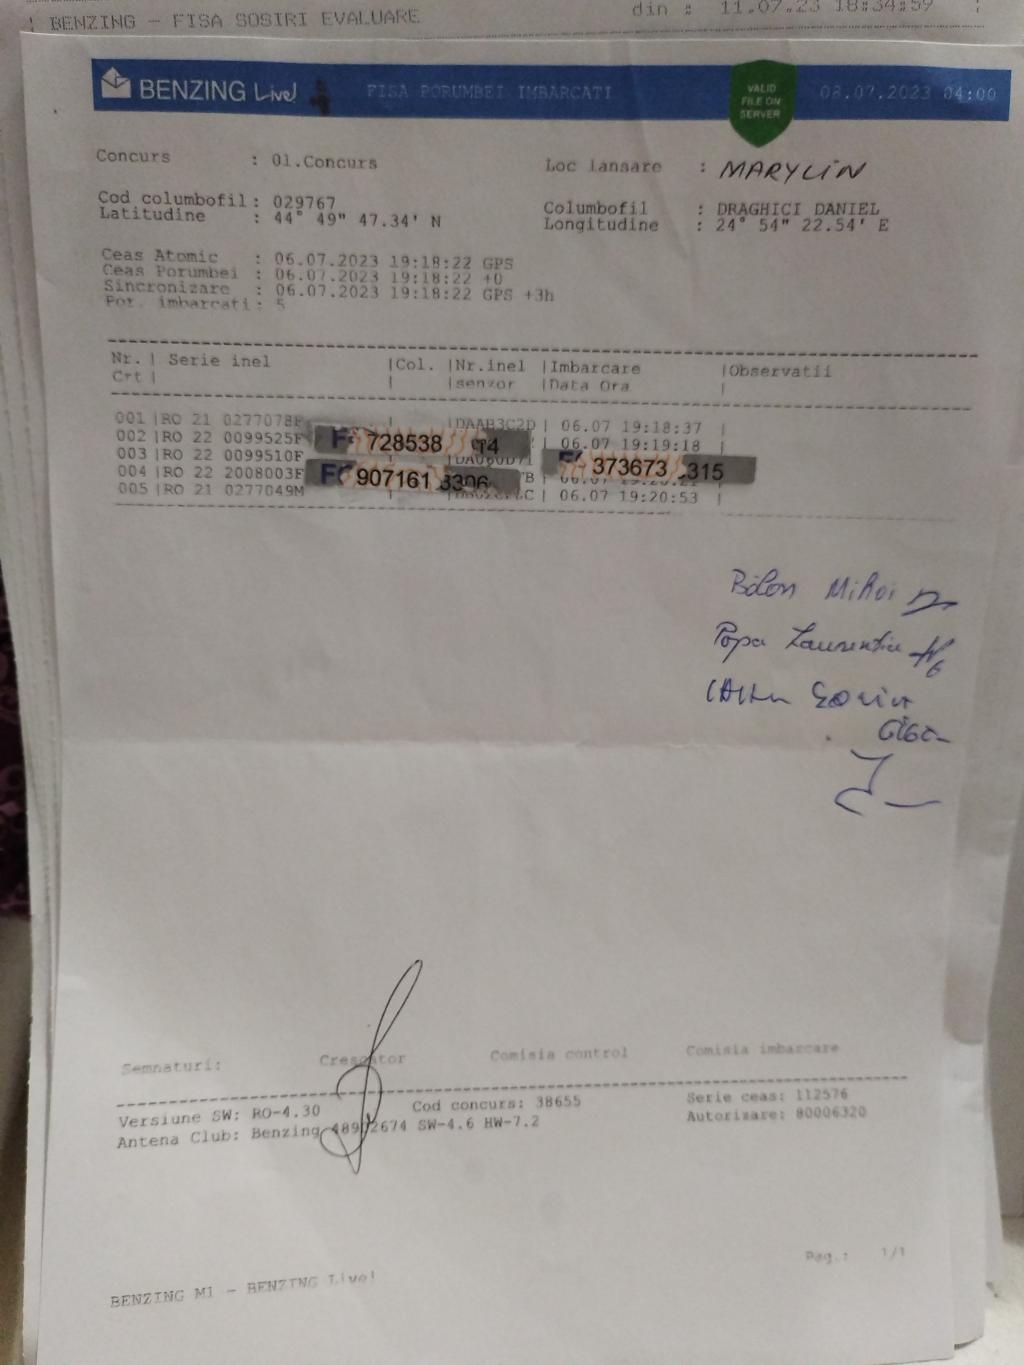 BENZING - FISA SOSIRI EVALUARE din : 11.07.23 18:34:59
BENZING Live! FISA PORUMBEI IMBARCATI VALID FILE ON SERVER 08.07.2023 04:00
Concurs : 01.Concurs Loc lansare : MARYLIN
Cod columbofil: 029767 Columbofil : DRAGHICI DANIEL
Latitudine : 44° 49" 47.34' N Longitudine : 24° 54" 22.54' E
Ceas Atomic : 06.07.2023 19:18:22 GPS
Ceas Porumbei : 06.07.2023 19:18:22 +0
Sincronizare : 06.07.2023 19:18:22 GPS +3h
Por. imbarcati: 5
Nr. | Serie inel |Col. |Nr.inel |Imbarcare |Observatii
Crt | | |senzor |Data Ora |
001 |RO 21 0277078F |DAAB3C2D | 06.07 19:18:37 |
002 |RO 22 0099525F 728538 | 06.07 19:19:18 |
003 |RO 22 0099510F 373673 315
004 |RO 22 2008003F 907161
005 |RO 21 0277049M | 06.07 19:20:53 |
Popa Laurentiu
Semnaturi: Crescator Comisia control Comisia imbarcare
Versiune SW: RO-4.30 Cod concurs: 38655 Serie ceas: 112576
Antena Club: Benzing SW-4.6 HW-7.2 Autorizare: 80006320
Pag.: 1/1
BENZING M1 - BENZING Live!